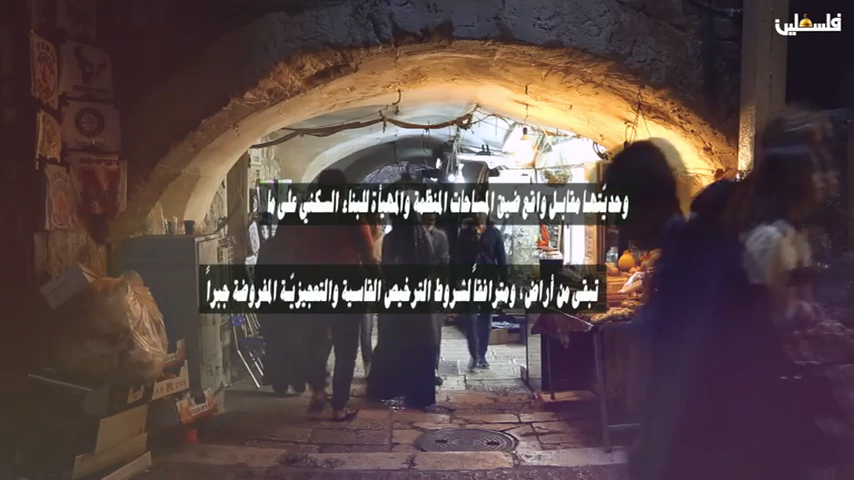 فلسطين
وحديّتها مقابل واقع ضيق المساحات المنظمة والمهيأة للبناء السكني على ما
تبقى من أراض، ومترافقاً لشروط الترخيص القاسية والتعجيزيّة المفروضة جبراً